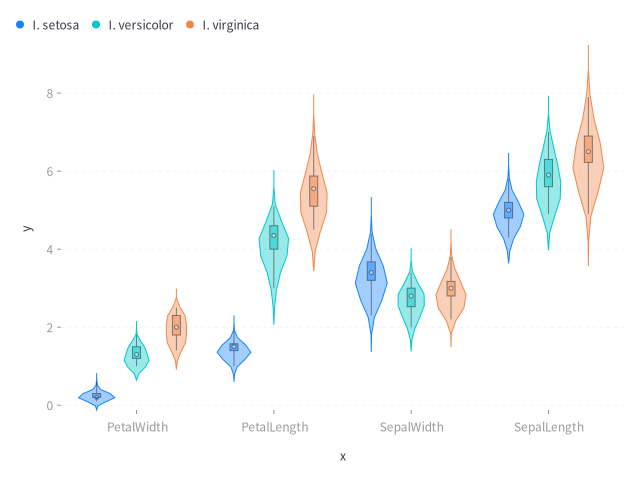 I. setosa I. versicolor I. virginica
8
6
4
2
0
y
PetalWidth PetalLength SepalWidth SepalLength
x